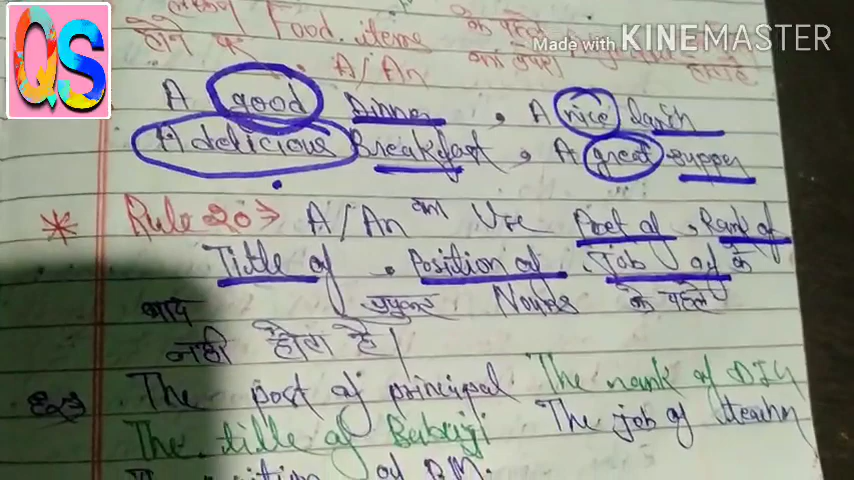 QS
Food items के पहले
Made with KINEMASTER
होने पर A/An का
A good Dinner, A nice Lunch
A delicious Breakfast, A great supper
* Rule 20→ A/An का Use Post of, Rank of
Title of, Position of, Job of के
बाद प्रयुक्त Nouns के पहले
नही होता है।
The post of principal The rank of DIG
The title of Babuji The job of teacher
position of P.M.